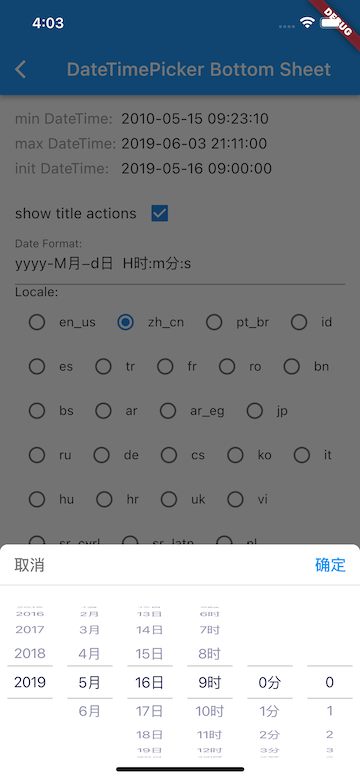 4:03
DEBUG
DateTimePicker Bottom Sheet
min DateTime: 2010-05-15 09:23:10
max DateTime: 2019-06-03 21:11:00
init DateTime: 2019-05-16 09:00:00
show title actions
Date Format:
yyyy-M月-d日 H时:m分:s
Locale:
en_us zh_cn pt_br id
es tr fr ro bn
bs ar ar_eg jp
ru de cs ko it
hu hr uk vi
sr_cyrl sr_latn nl
取消 确定
2016 2月 13日 6时
2017 3月 14日 7时
2018 4月 15日 8时
2019 5月 16日 9时 0分 0
6月 17日 10时 1分 1
18日 11时 2分 2
19日 12时 3分 3